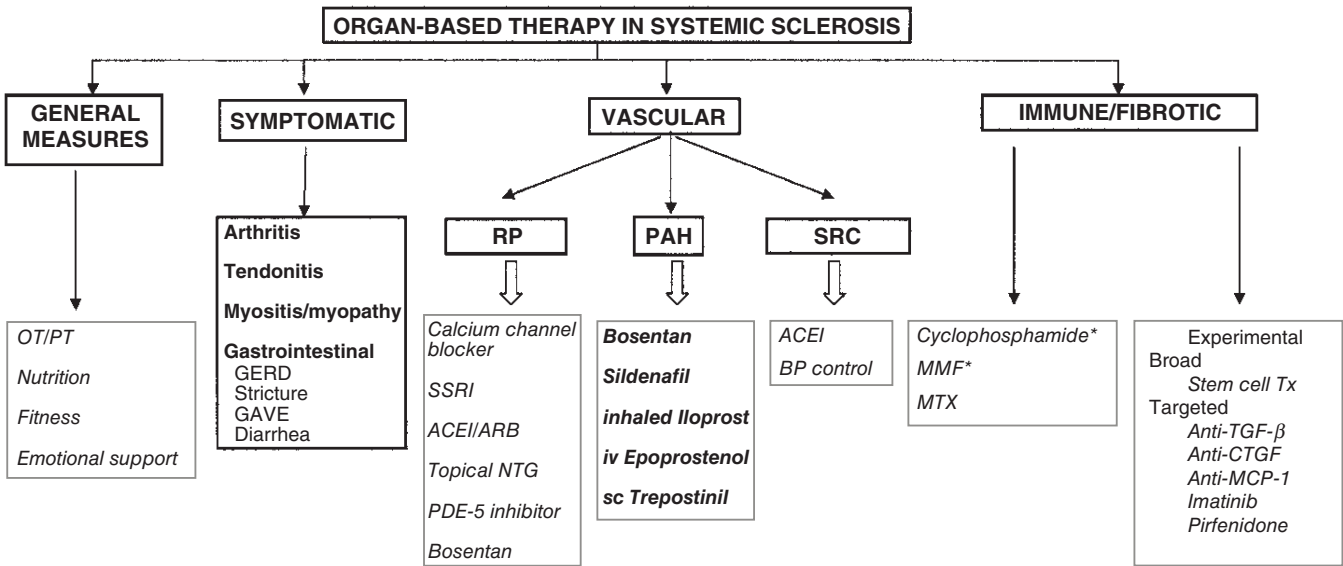 ORGAN-BASED THERAPY IN SYSTEMIC SCLEROSIS
GENERAL
MEASURES
SYMPTOMATIC
VASCULAR
IMMUNE/FIBROTIC
RP
PAH
SRC
OT/PT
Nutrition
Fitness
Emotional support
Arthritis
Tendonitis
Myositis/myopathy
Gastrointestinal
GERD
Stricture
GAVE
Diarrhea
Calcium channel
blocker
SSRI
ACEI/ARB
Topical NTG
PDE-5 inhibitor
Bosentan
Bosentan
Sildenafil
inhaled Iloprost
iv Epoprostenol
sc Trepostinil
ACEI
BP control
Cyclophosphamide*
MMF*
MTX
Experimental
Broad
Stem cell Tx
Targeted
Anti-TGF-β
Anti-CTGF
Anti-MCP-1
Imatinib
Pirfenidone